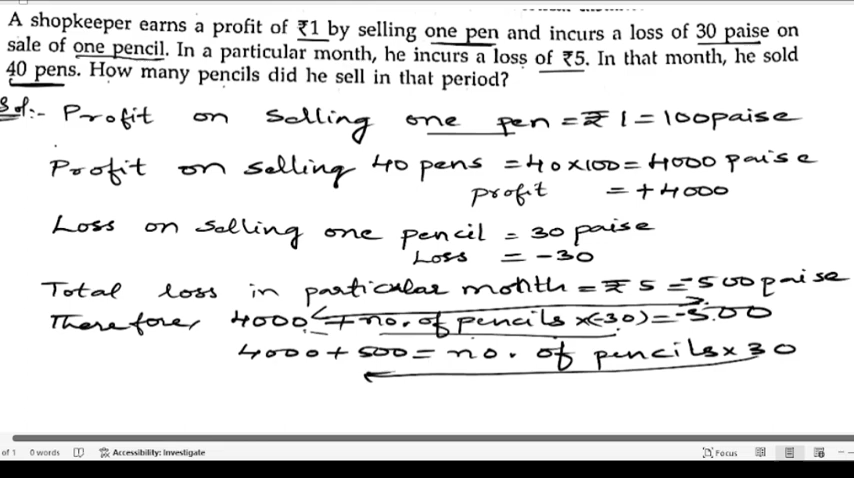 A shopkeeper earns a profit of ₹1 by selling one pen and incurs a loss of 30 paise on
sale of one pencil. In a particular month, he incurs a loss of ₹5. In that month, he sold
40 pens. How many pencils did he sell in that period?
Sol:- Profit on selling one pen = ₹ 1 = 100 paise
Profit on selling 40 pens = 40 x 100 = 4000 paise
profit = + 4000
Loss on selling one pencil = 30 paise
Loss = -30
Total loss in particular month = ₹ 5 = -500 paise
Therefore, 4000 + no. of pencils x (-30) = -500
4000 + 500 = no. of pencils x 30
of 1 0 words Accessibility: Investigate Focus